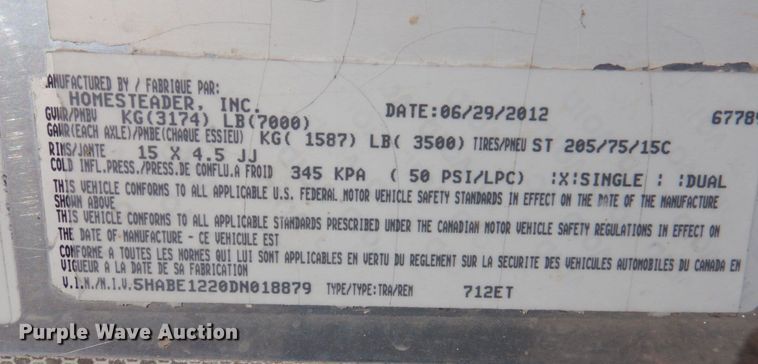 MANUFACTURED BY / FABRIQUE PAR:
HOMESTEADER, INC. DATE:06/29/2012 67789
GVWR/PNBV KG(3174) LB(7000)
GAWR(EACH AXLE)/PNBE(CHAQUE ESSIEU) KG( 1587) LB( 3500) TIRES/PNEU ST 205/75/15C
RIMS/JANTE 15 X 4.5 JJ
COLD INFL.PRESS./PRESS.DE CONFLU.A FROID 345 KPA ( 50 PSI/LPC) :X:SINGLE : :DUAL
THIS VEHICLE CONFORMS TO ALL APPLICABLE U.S. FEDERAL MOTOR VEHICLE SAFETY STANDARDS IN EFFECT ON THE DATE OF THE MANUFACTURE
SHOWN ABOVE
THIS VEHICLE CONFORMS TO ALL APPLICABLE STANDARDS PRESCRIBED UNDER THE CANADIAN MOTOR VEHICLE SAFETY REGULATIONS IN EFFECT ON
THE DATE OF MANUFACTURE - CE VEHICULE EST
CONFORME A TOUTES LES NORMES QUI LUI SONT APPLICABLES EN VERTU DU REGLEMENT SUR LA SECURITE DES VEHICULES AUTOMOBILES DU CANADA EN
VIGUEUR A LA DATE DE SA FABRICATION
V.I.N./N.I.V.5HABE1220DN018879 TYPE/TYPE:TRA/REM 712ET
Purple Wave Auction